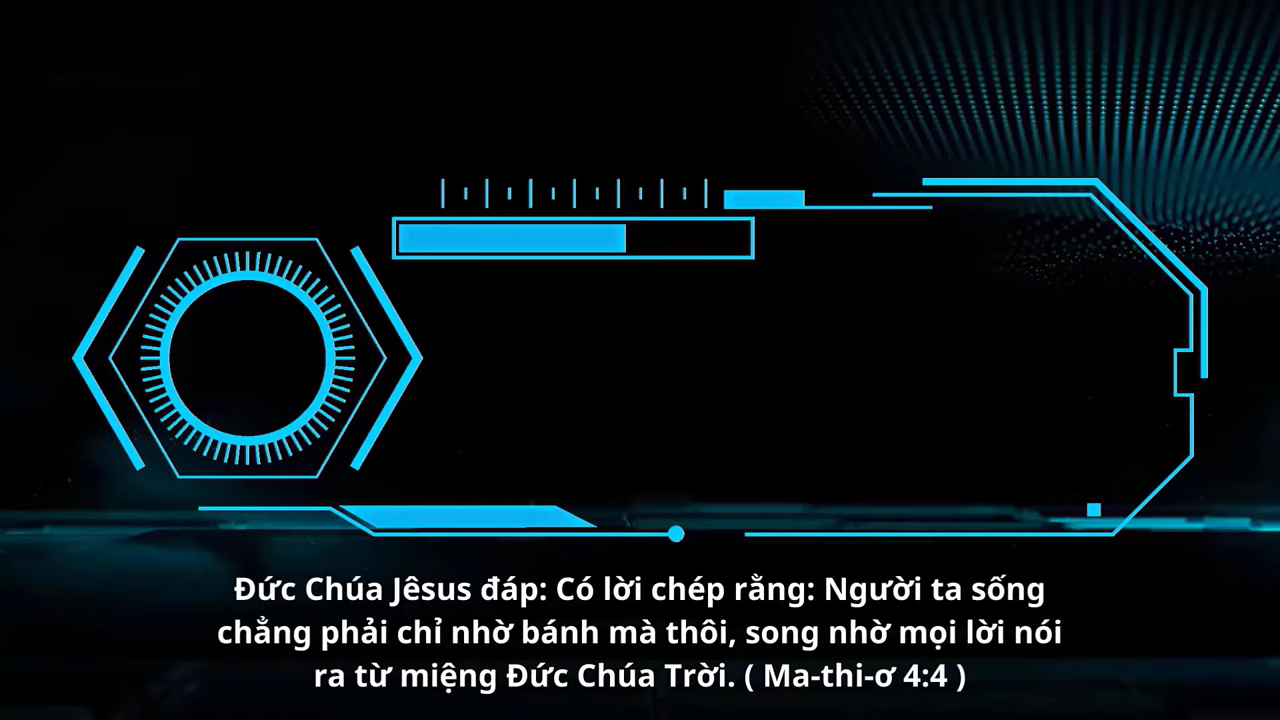 Đức Chúa Jêsus đáp: Có lời chép rằng: Người ta sống
chẳng phải chỉ nhờ bánh mà thôi, song nhờ mọi lời nói
ra từ miệng Đức Chúa Trời. ( Ma-thi-ơ 4:4 )